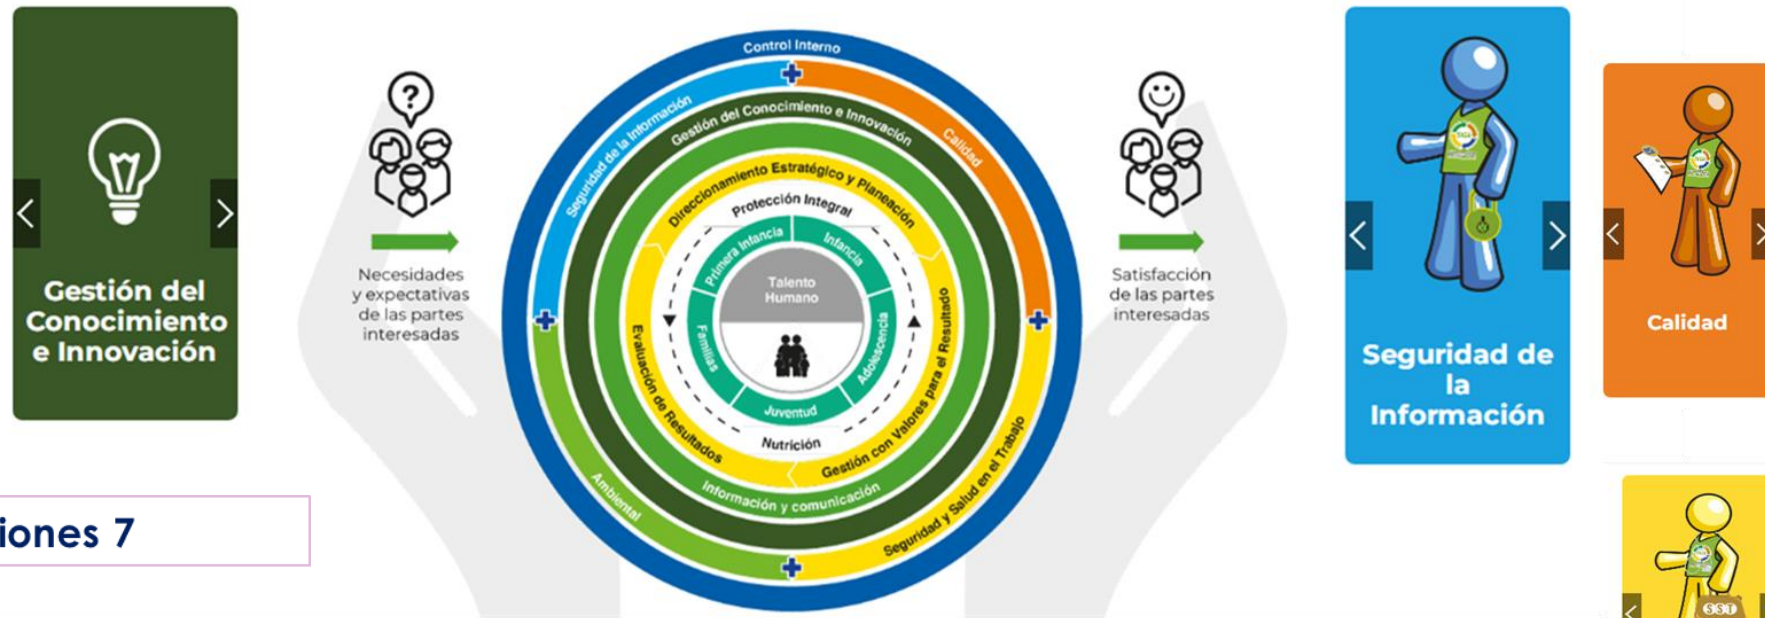 Gestión del
Conocimiento
e Innovación
iones 7
?
Necesidades
y expectativas
de las partes
interesadas
Control Interno
Seguridad de la Información
Calidad
Gestión del Conocimiento e Innovación
Direccionamiento Estratégico y Planeación
Protección Integral
Primera Infancia
Infancia
Talento
Humano
Familias
Adolescencia
Juventud
Nutrición
Evaluación de Resultados
Gestión con Valores para el Resultado
Información y comunicación
Ambiental
Seguridad y Salud en el Trabajo
Satisfacción
de las partes
interesadas
Seguridad de
la
Información
Calidad
SST